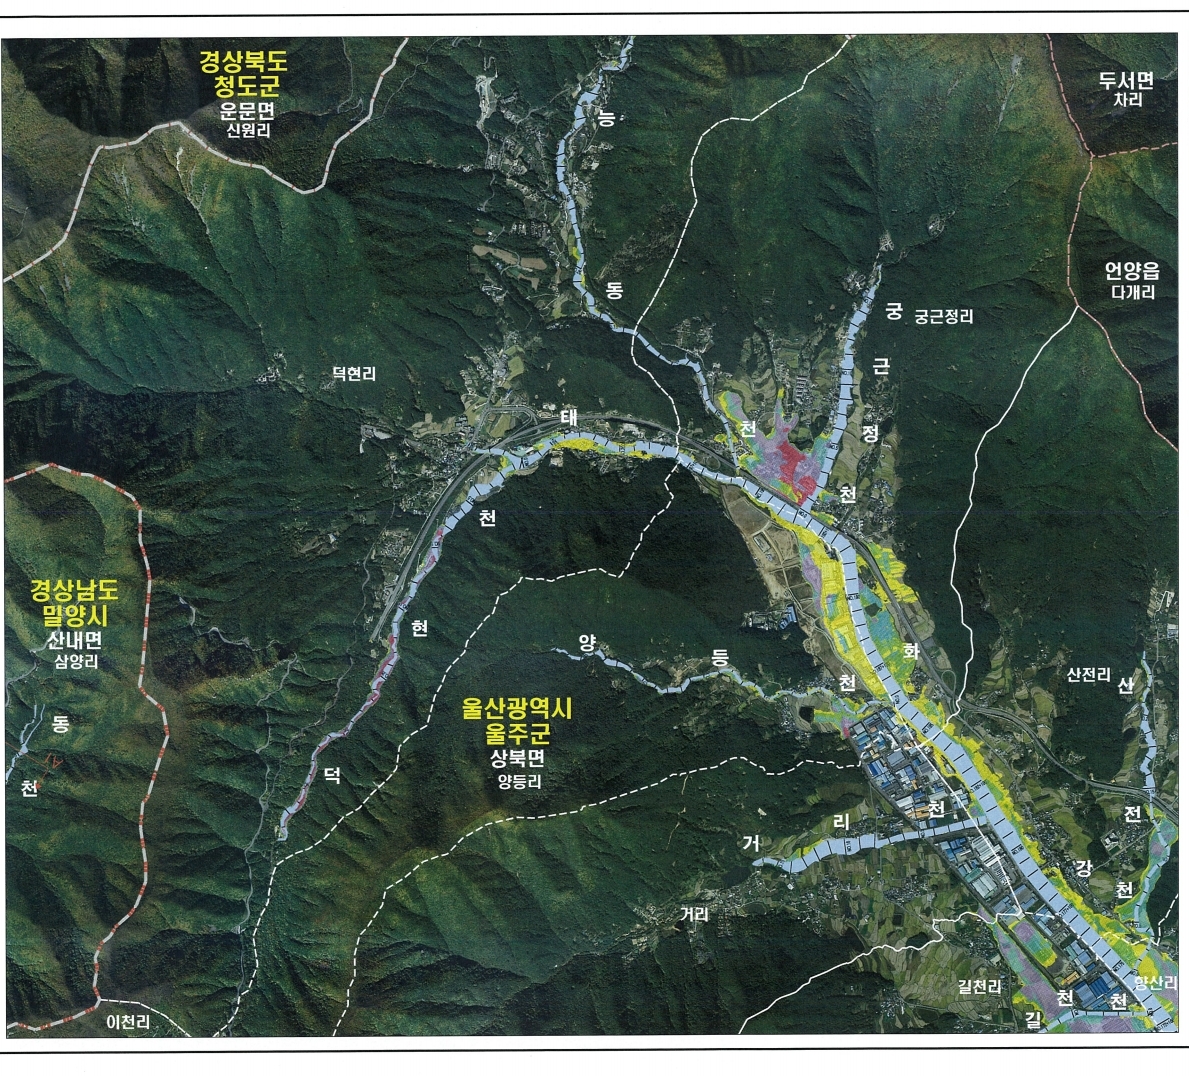 경상북도
청도군
운문면
신원리
두서면
차리
능
언양읍
다개리
동
궁
궁근정리
근
덕현리
태
천
정
천
천
경상남도
밀양시
산내면
삼양리
현
양
등
화
천
산전리
산
울산광역시
울주군
상북면
양등리
동
천
덕
천
전
리
거
강
천
거리
길천리
향산리
천
천
길
이천리